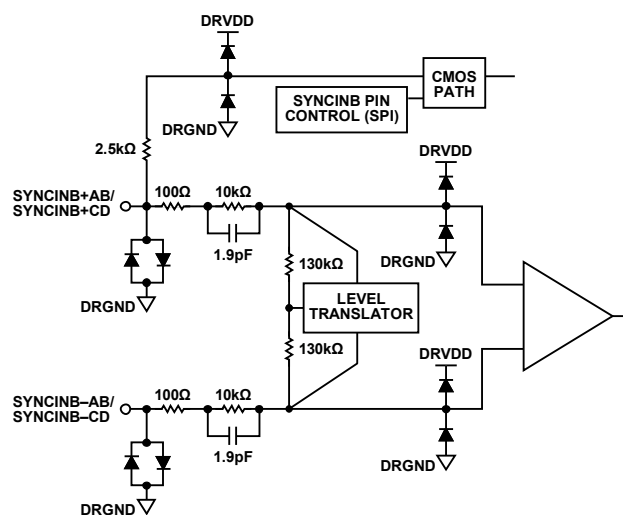 DRVDD
CMOS
PATH
SYNCINB PIN
CONTROL (SPI)
DRGND
2.5kΩ
DRVDD
SYNCINB+AB/
SYNCINB+CD
100Ω
10kΩ
1.9pF
DRGND
DRGND
130kΩ
LEVEL
TRANSLATOR
130kΩ
DRVDD
SYNCINB–AB/
SYNCINB–CD
100Ω
10kΩ
1.9pF
DRGND
DRGND